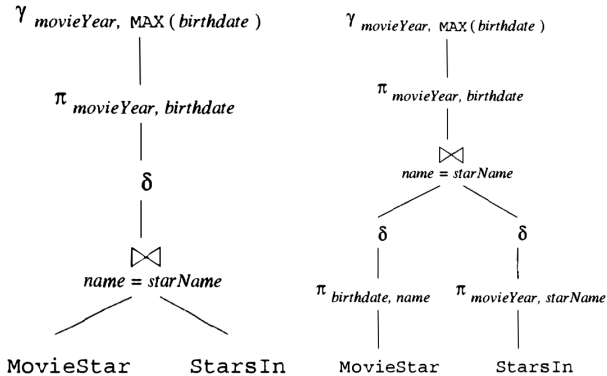 γ movieYear, MAX ( birthdate )
π movieYear, birthdate
δ
⋈
name = starName
MovieStar StarsIn
γ movieYear, MAX ( birthdate )
π movieYear, birthdate
⋈
name = starName
δ δ
π birthdate, name π movieYear, starName
MovieStar StarsIn